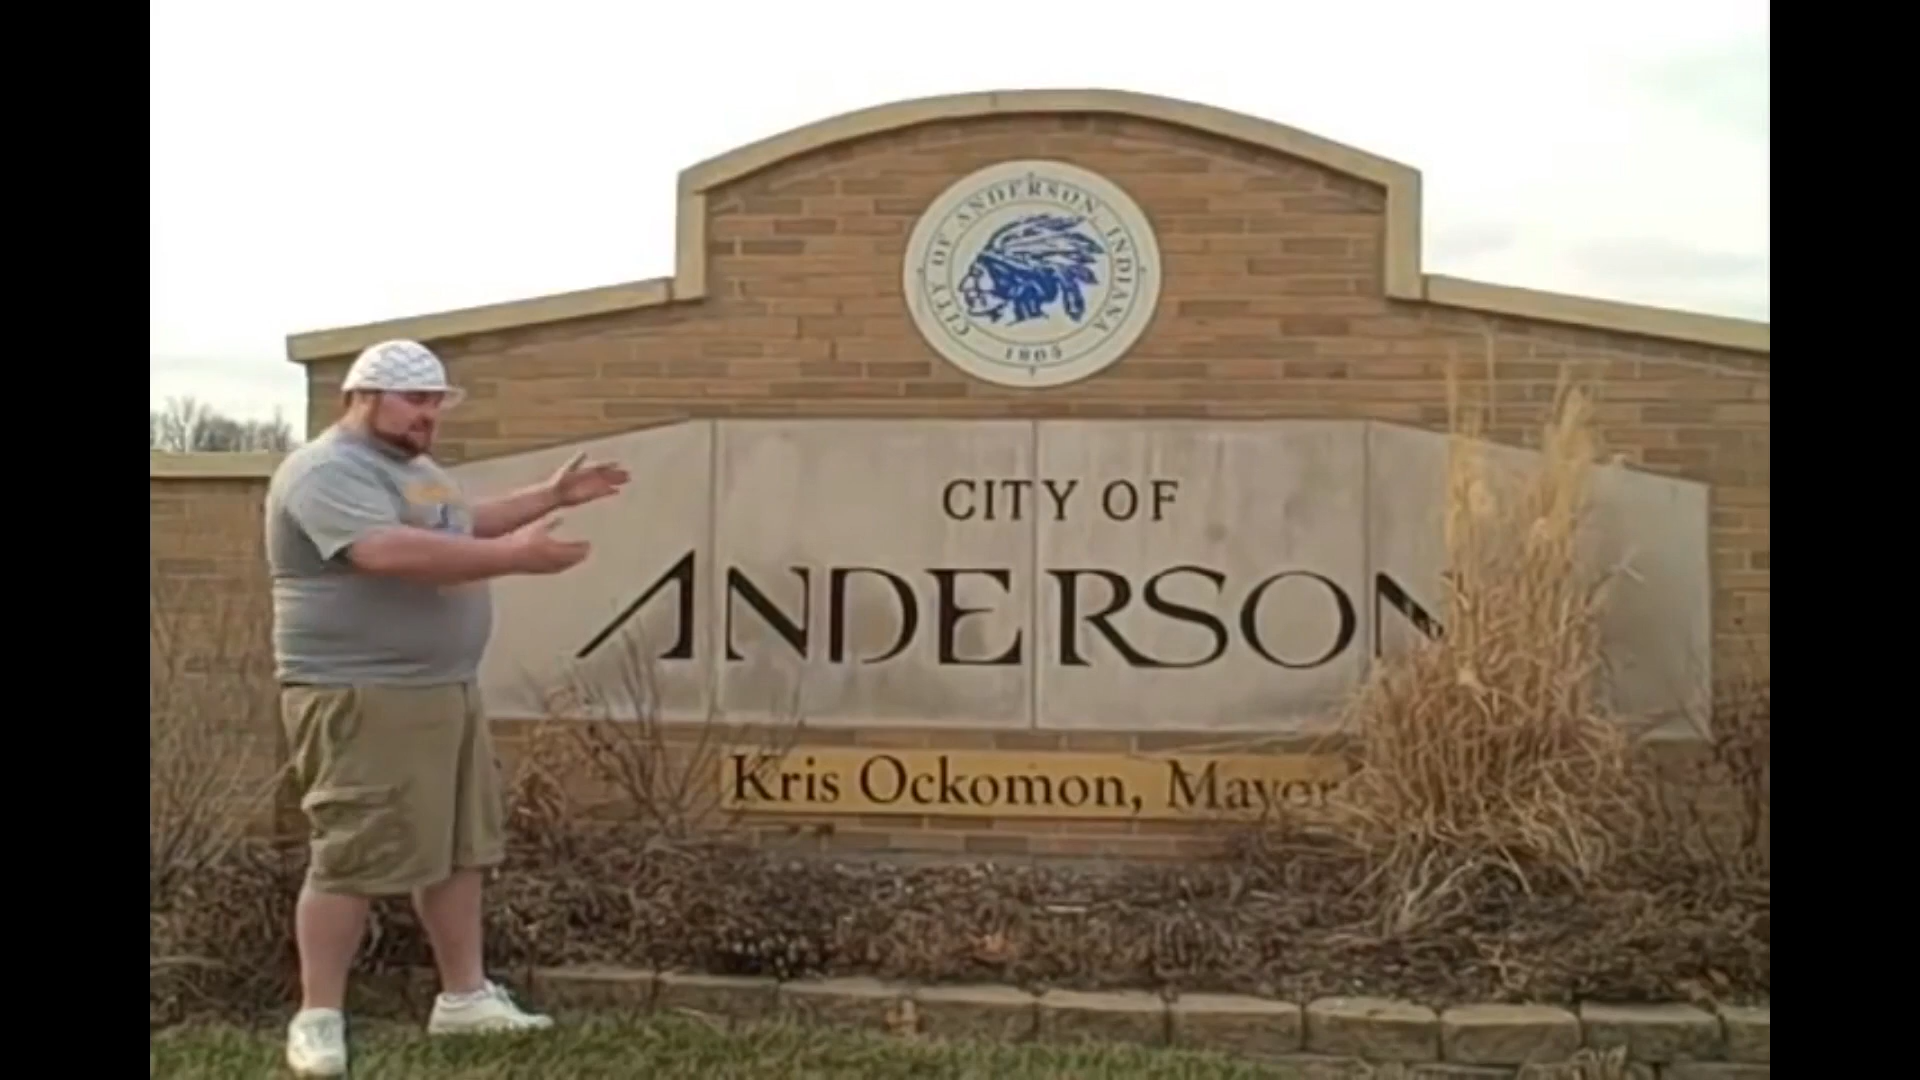 CITY OF ANDERSON, INDIANA
1865
CITY OF
ANDERSON
Kris Ockomon, Mayor